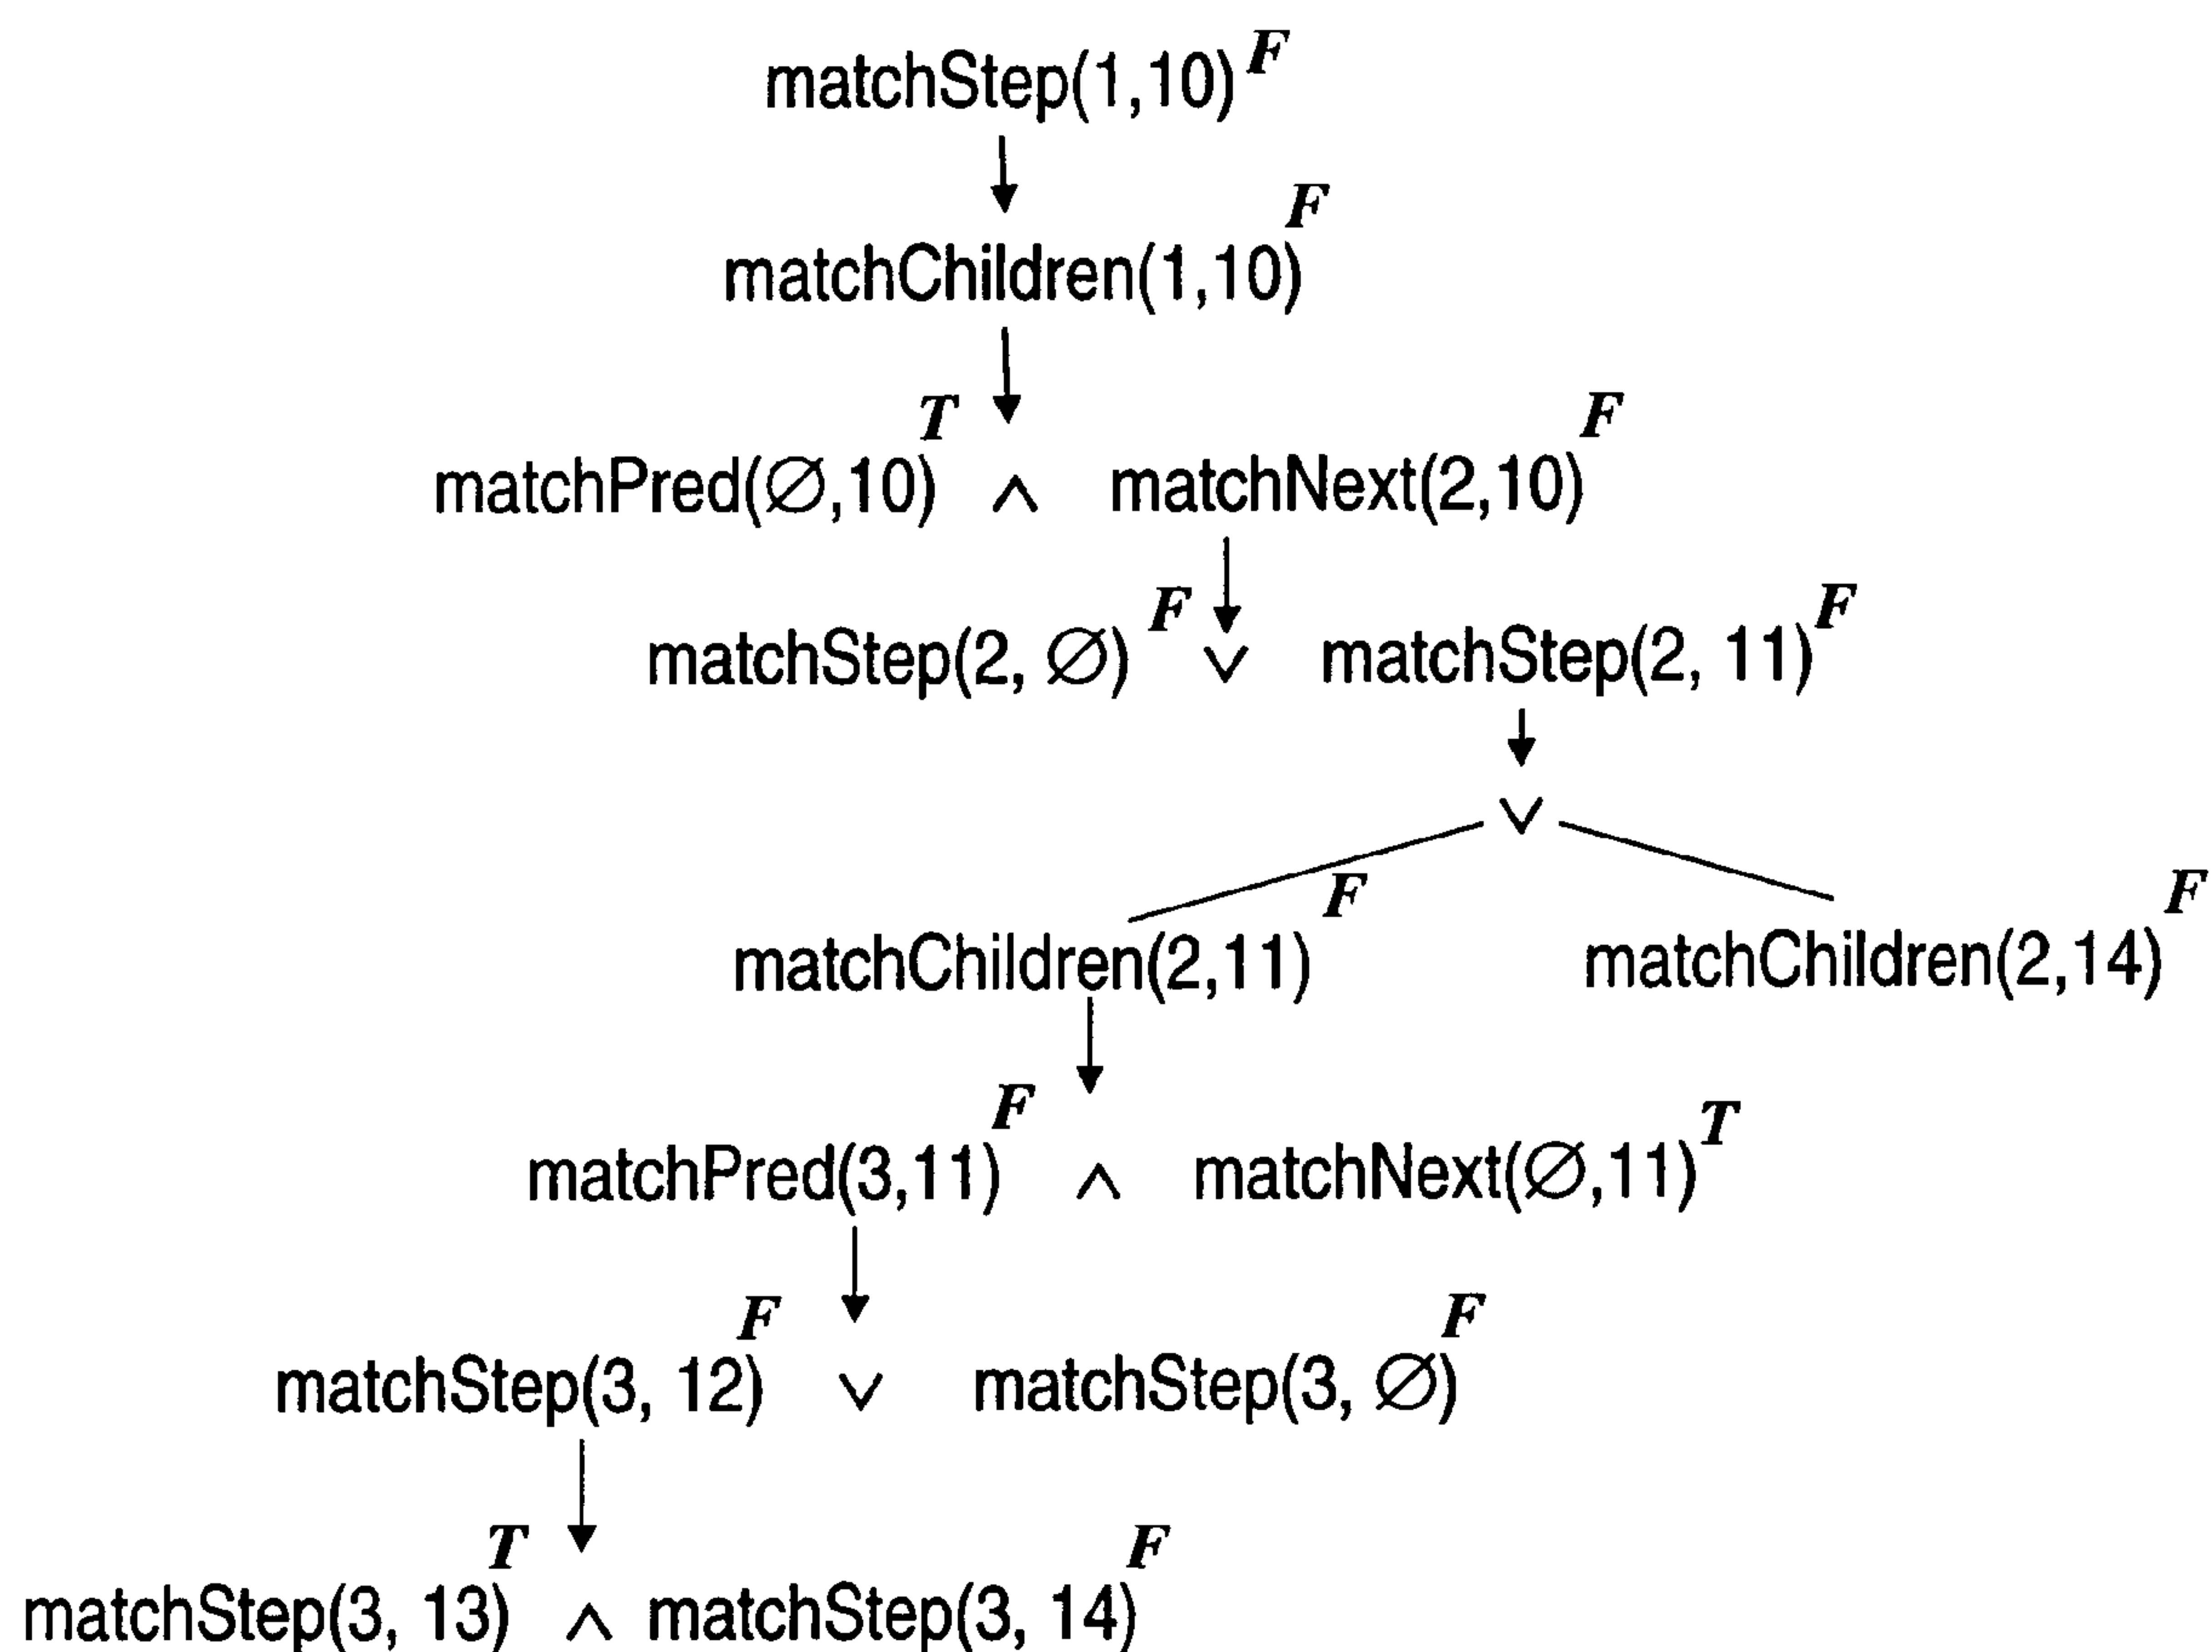 matchStep(1,10) F
matchChildren(1,10) F
matchPred(∅,10) T ∧ matchNext(2,10) F
matchStep(2, ∅) F ∨ matchStep(2, 11) F
∨
matchChildren(2,11) F matchChildren(2,14) F
matchPred(3,11) F ∧ matchNext(∅,11) T
matchStep(3, 12) F ∨ matchStep(3, ∅) F
matchStep(3, 13) T ∧ matchStep(3, 14) F